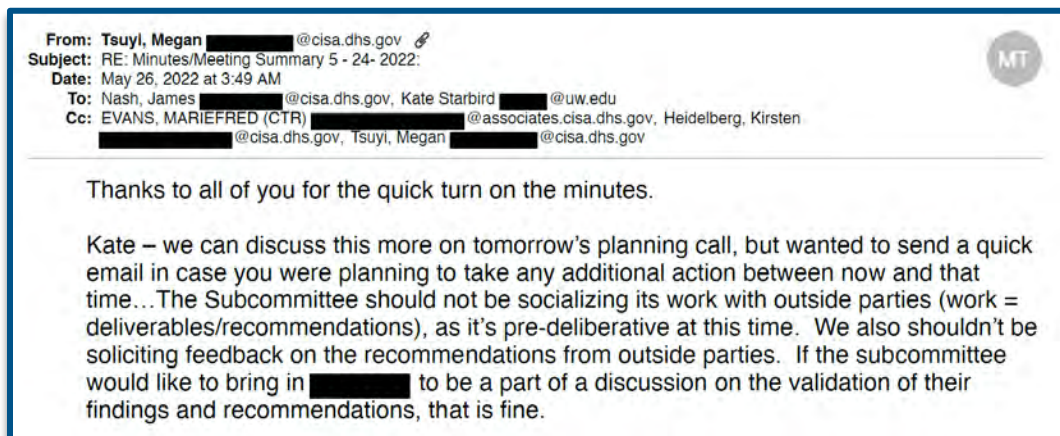 From: Tsuyi, Megan @cisa.dhs.gov
Subject: RE: Minutes/Meeting Summary 5 - 24- 2022:
Date: May 26, 2022 at 3:49 AM
To: Nash, James @cisa.dhs.gov, Kate Starbird @uw.edu
Cc: EVANS, MARIEFRED (CTR) @associates.cisa.dhs.gov, Heidelberg, Kirsten
@cisa.dhs.gov, Tsuyi, Megan @cisa.dhs.gov
MT
Thanks to all of you for the quick turn on the minutes.
Kate – we can discuss this more on tomorrow’s planning call, but wanted to send a quick
email in case you were planning to take any additional action between now and that
time…The Subcommittee should not be socializing its work with outside parties (work =
deliverables/recommendations), as it’s pre-deliberative at this time.  We also shouldn’t be
soliciting feedback on the recommendations from outside parties.  If the subcommittee
would like to bring in to be a part of a discussion on the validation of their
findings and recommendations, that is fine.